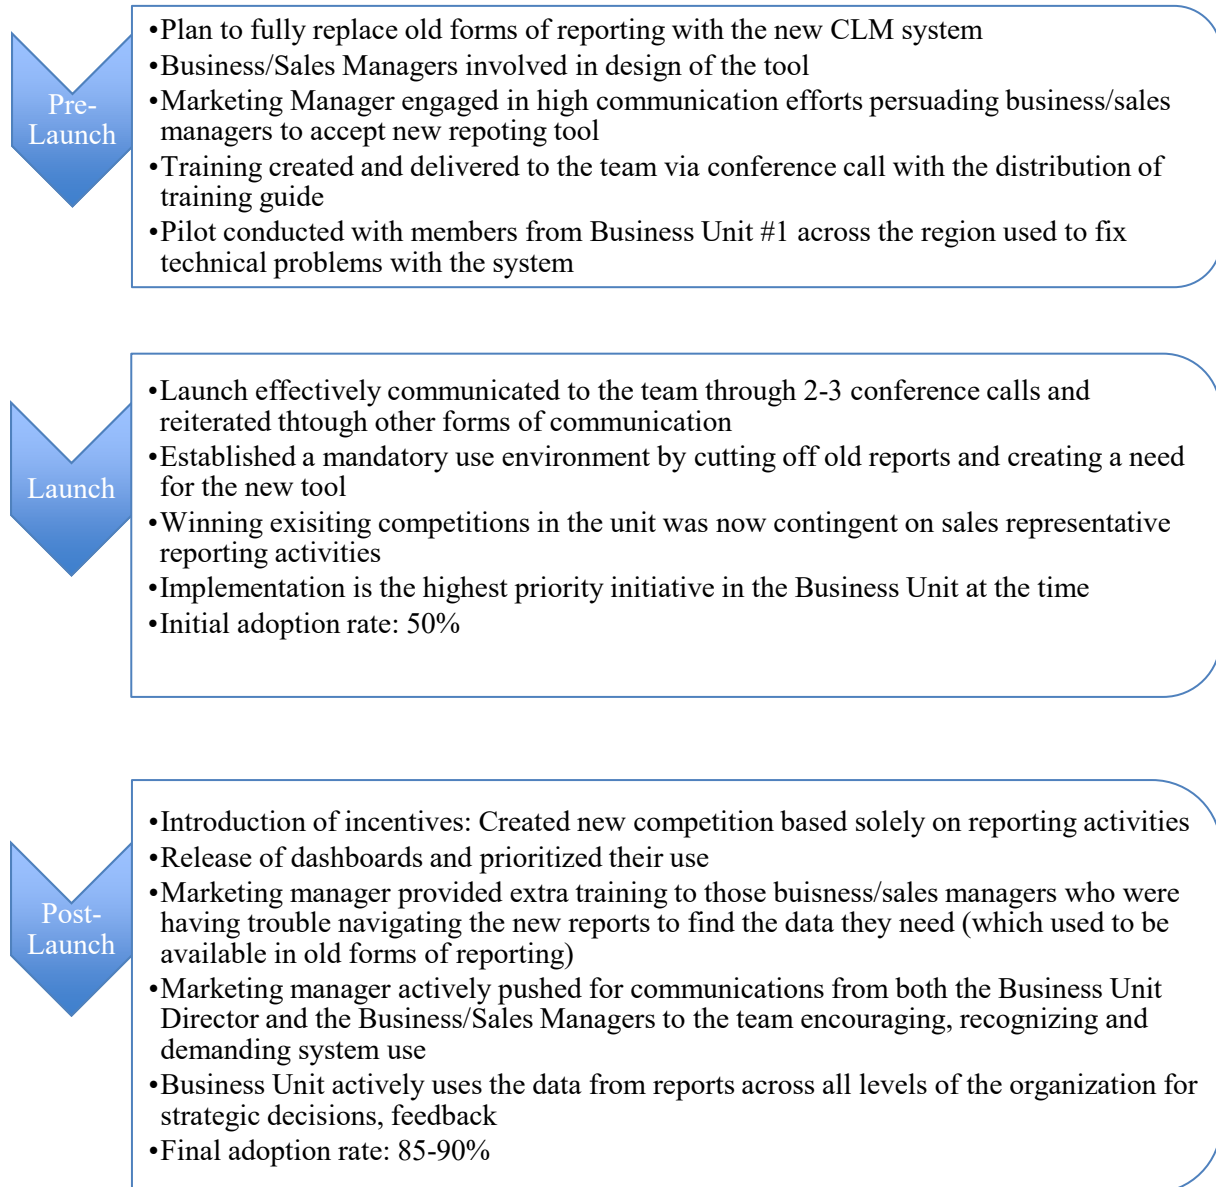 Pre-
Launch
•Plan to fully replace old forms of reporting with the new CLM system
•Business/Sales Managers involved in design of the tool
•Marketing Manager engaged in high communication efforts persuading business/sales
managers to accept new repoting tool
•Training created and delivered to the team via conference call with the distribution of
training guide
•Pilot conducted with members from Business Unit #1 across the region used to fix
technical problems with the system
Launch
•Launch effectively communicated to the team through 2-3 conference calls and
reiterated thtough other forms of communication
•Established a mandatory use environment by cutting off old reports and creating a need
for the new tool
•Winning exisiting competitions in the unit was now contingent on sales representative
reporting activities
•Implementation is the highest priority initiative in the Business Unit at the time
•Initial adoption rate: 50%
Post-
Launch
•Introduction of incentives: Created new competition based solely on reporting activities
•Release of dashboards and prioritized their use
•Marketing manager provided extra training to those buisness/sales managers who were
having trouble navigating the new reports to find the data they need (which used to be
available in old forms of reporting)
•Marketing manager actively pushed for communications from both the Business Unit
Director and the Business/Sales Managers to the team encouraging, recognizing and
demanding system use
•Business Unit actively uses the data from reports across all levels of the organization for
strategic decisions, feedback
•Final adoption rate: 85-90%